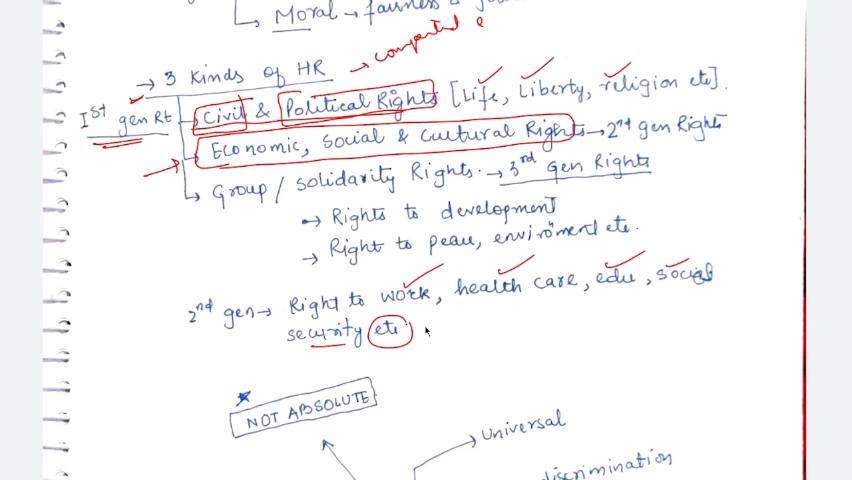 Moral → fairness &
→ 3 Kinds of HR → computed e
Ist gen Rt
Civil & Political Rights [Life, Liberty, religion etc].
Economic, Social & Cultural Rights → 2nd gen Rights
Group / solidarity Rights. → 3rd Gen Rights
→ Rights to development
→ Right to peace, enviroment etc.
2nd gen → Right to work, health care, edu, social
security etc.
NOT ABSOLUTE
Universal
discrimination